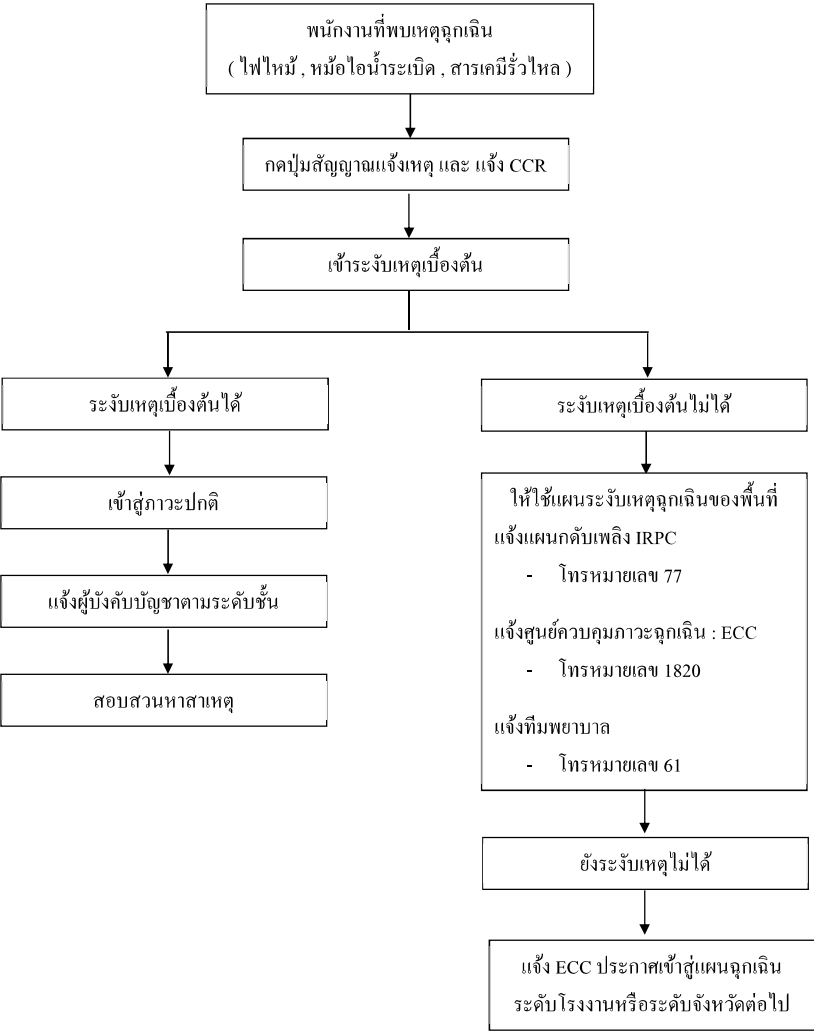 พนักงานที่พบเหตุฉุกเฉิน
( ไฟไหม้ , หม้อไอน้ำระเบิด , สารเคมีรั่วไหล )
กดปุ่มสัญญาณแจ้งเหตุ และ แจ้ง CCR
เข้าระงับเหตุเบื้องต้น
ระงับเหตุเบื้องต้นได้
เข้าสู่ภาวะปกติ
แจ้งผู้บังคับบัญชาตามระดับชั้น
สอบสวนหาสาเหตุ
ระงับเหตุเบื้องต้นไม่ได้
ให้ใช้แผนระงับเหตุฉุกเฉินของพื้นที่
แจ้งแผนกดับเพลิง IRPC
- โทรหมายเลข 77
แจ้งศูนย์ควบคุมภาวะฉุกเฉิน : ECC
- โทรหมายเลข 1820
แจ้งทีมพยาบาล
- โทรหมายเลข 61
ยังระงับเหตุไม่ได้
แจ้ง ECC ประกาศเข้าสู่แผนฉุกเฉิน
ระดับโรงงานหรือระดับจังหวัดต่อไป